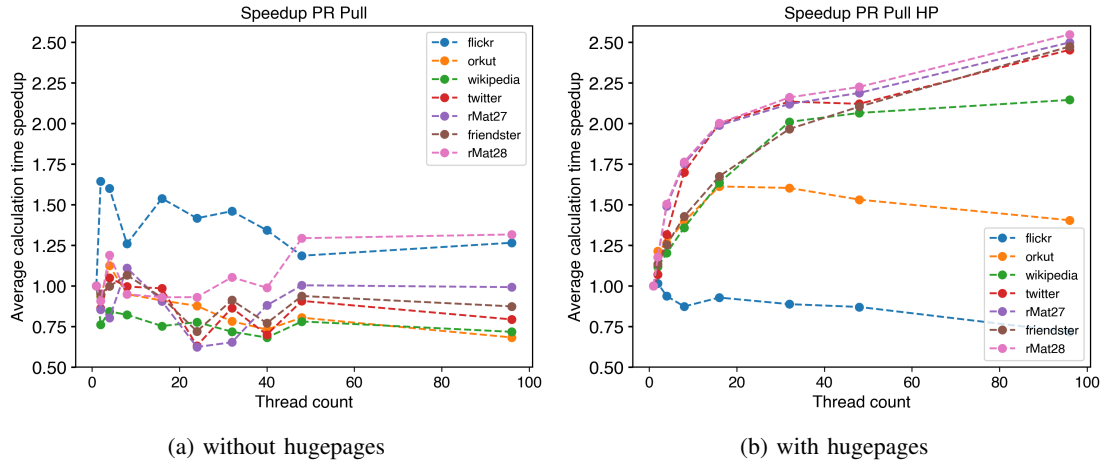 Speedup PR Pull
Average calculation time speedup
2.50
2.25
2.00
1.75
1.50
1.25
1.00
0.75
0.50
flickr
orkut
wikipedia
twitter
rMat27
friendster
rMat28
0 20 40 60 80 100
Thread count
(a) without hugepages
Speedup PR Pull HP
Average calculation time speedup
2.50
2.25
2.00
1.75
1.50
1.25
1.00
0.75
0.50
flickr
orkut
wikipedia
twitter
rMat27
friendster
rMat28
0 20 40 60 80 100
Thread count
(b) with hugepages